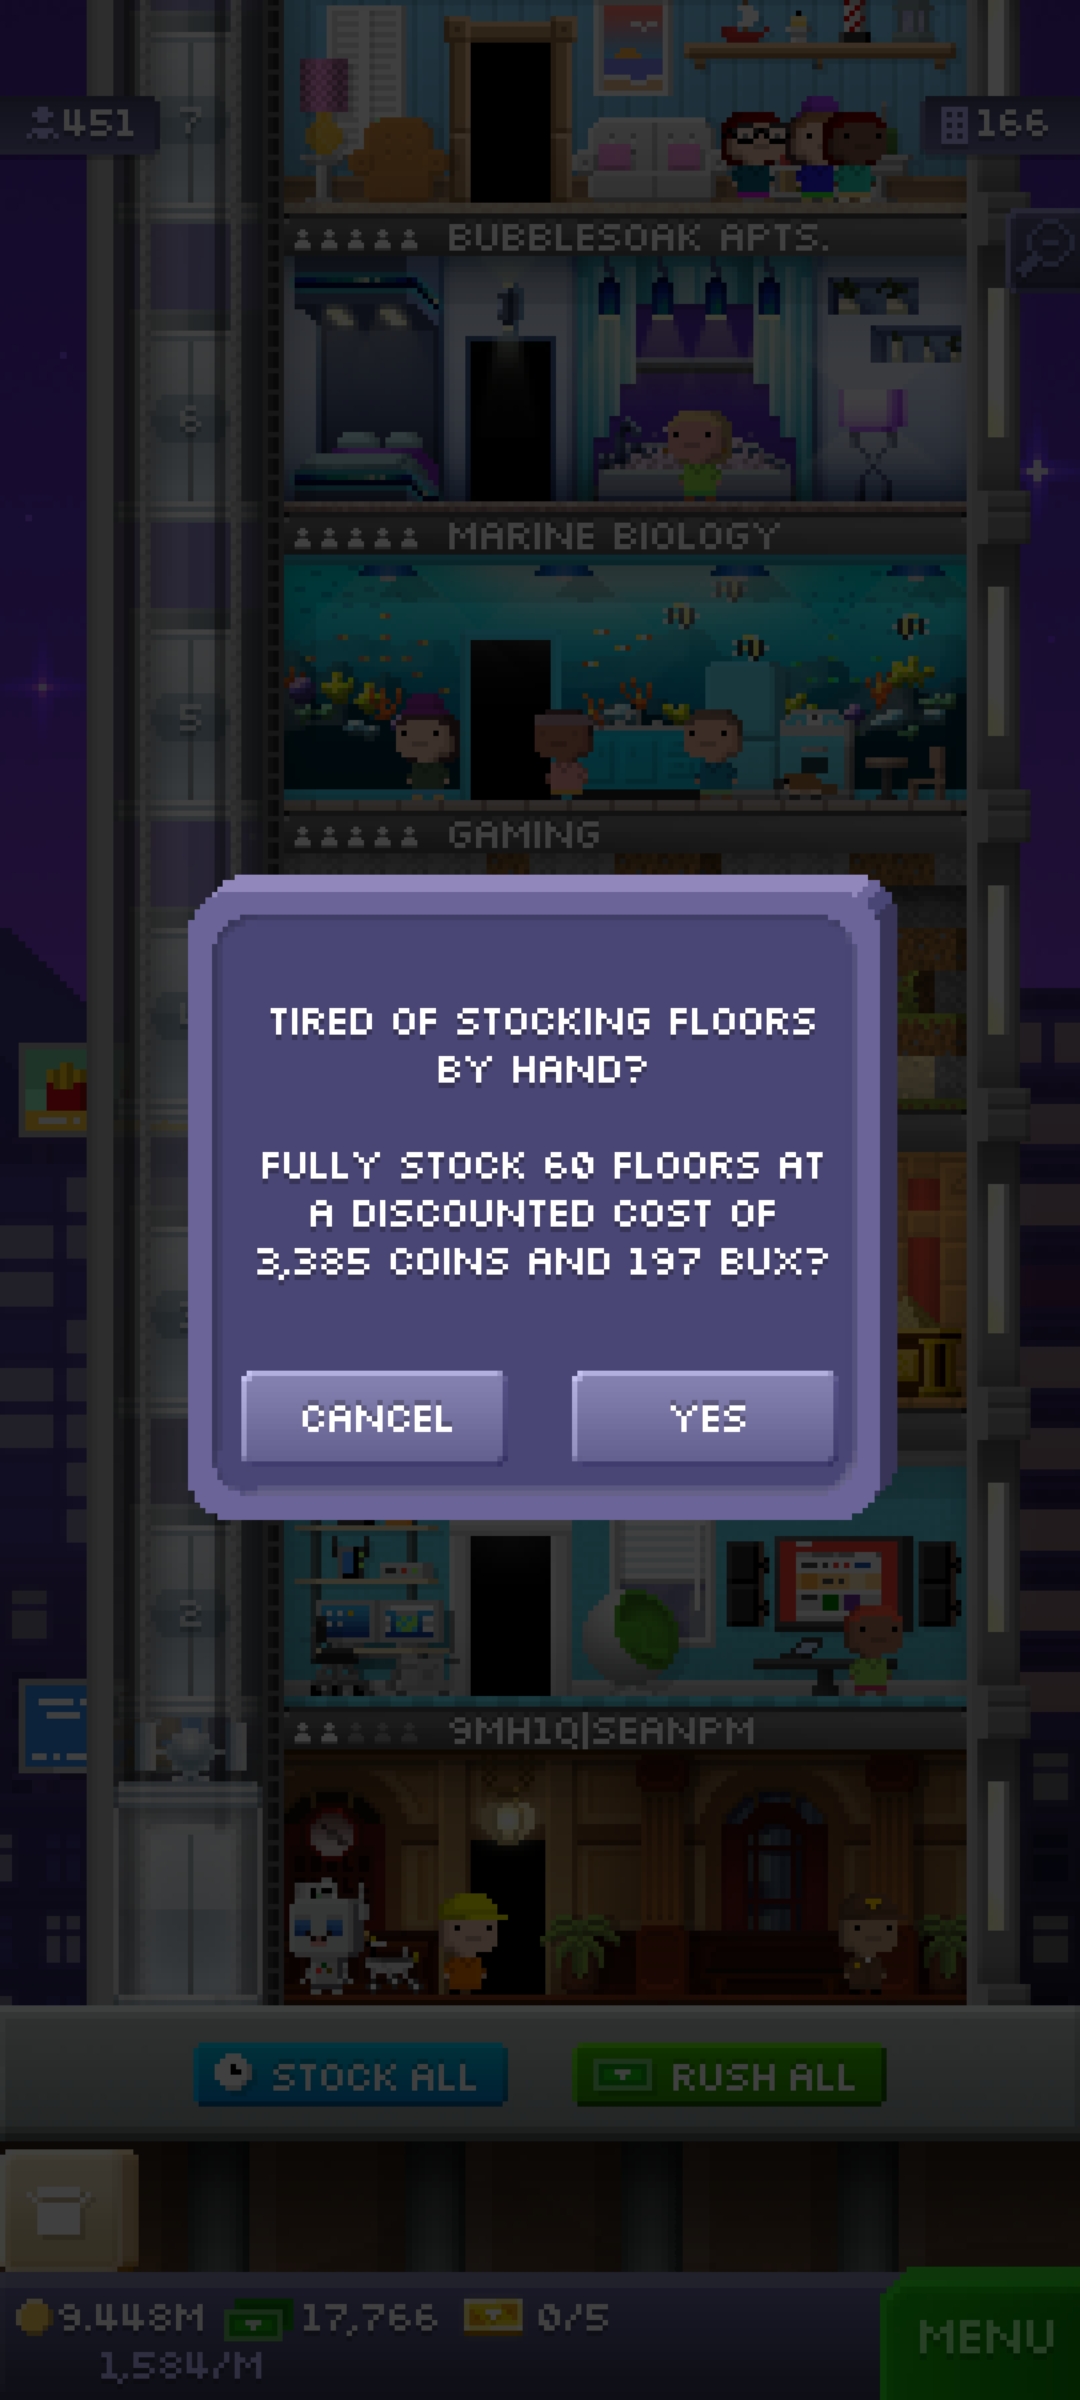 451
7
166
BUBBLESOAK APTS.
6
MARINE BIOLOGY
5
GAMING
TIRED OF STOCKING FLOORS
BY HAND?
FULLY STOCK 60 FLOORS AT
A DISCOUNTED COST OF
3,385 COINS AND 197 BUX?
CANCEL
YES
2
9MH1Q|SEANPM
STOCK ALL
RUSH ALL
9.448M
17,766
0/5
1,584/M
MENU